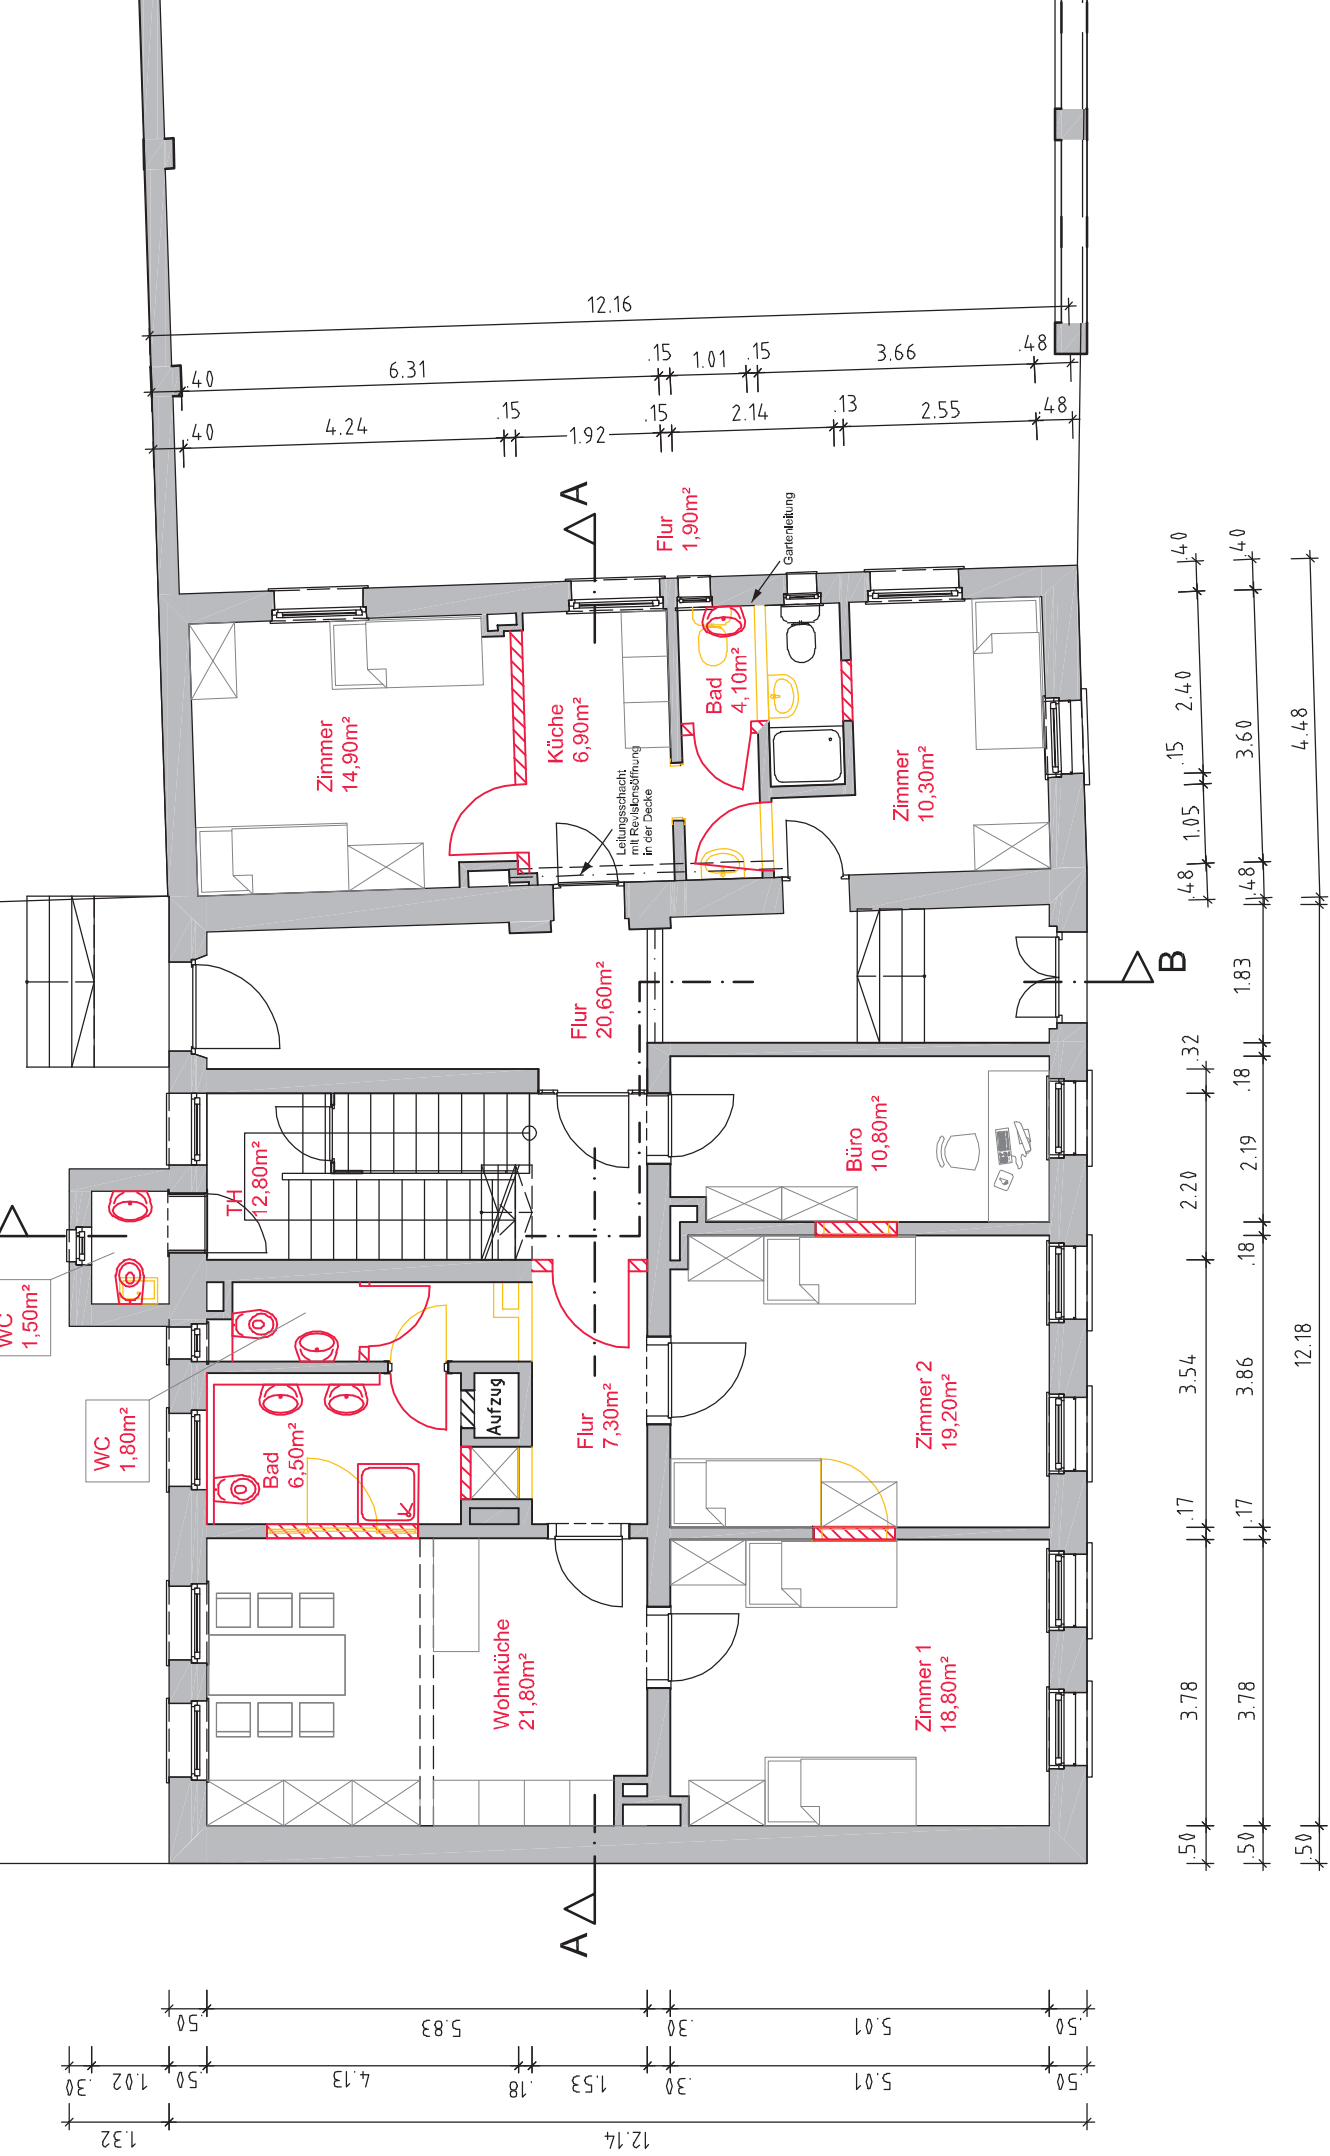 12.16
.40
6.31
.15
1.01
.15
3.66
.48
.40
4.24
.15
1.92
.15
2.14
.13
2.55
.48
A
Flur
1,90m²
Gartenleitung
Zimmer
14,90m²
Küche
6,90m²
Bad
4,10m²
Leitungsschacht
mit Revisionsöffnung
in der Decke
Zimmer
10,30m²
Flur
20,60m²
B
TH
12,80m²
Büro
10,80m²
WC
1,50m²
WC
1,80m²
Bad
6,50m²
Aufzug
Flur
7,30m²
Zimmer 2
19,20m²
Wohnküche
21,80m²
Zimmer 1
18,80m²
A
.40
2.40
.15
1.05
.48
.32
2.20
3.54
.17
3.78
.50
.40
3.60
.48
1.83
.18
2.19
.18
3.86
.17
3.78
.50
4.48
12.18
.50
.50
5.83
.30
5.01
.50
.30
1.02
.50
4.13
.18
1.53
.30
5.01
.50
1.32
12.14